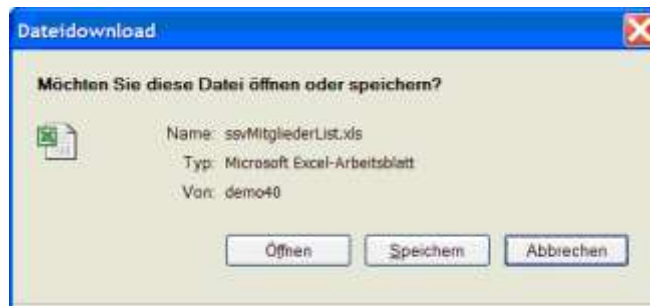 Dateidownload
Möchten Sie diese Datei öffnen oder speichern?
Name: ssvMitgliederList.xls
Typ: Microsoft Excel-Arbeitsblatt
Von: demo40
Öffnen Speichern Abbrechen